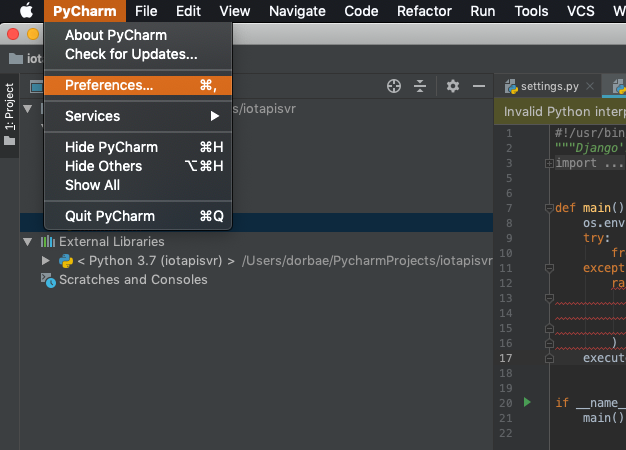 PyCharm File Edit View Navigate Code Refactor Run Tools VCS
About PyCharm
Check for Updates...
Preferences... ⌘,
Services
Hide PyCharm ⌘H
Hide Others ⌥⌘H
Show All
Quit PyCharm ⌘Q
1: Project
s/iotapisvr
External Libraries
< Python 3.7 (iotapisvr) > /Users/dorbae/PycharmProjects/iotapisvr
Scratches and Consoles
settings.py
Invalid Python interp
1 #!/usr/bin
2 """Django'
3 import ...
6
7 def main()
8 os.env
9 try:
10 fr
11 except
12 ra
13
14
15
16 )
17 execut
18
19
20 if __name_
21 main()
22